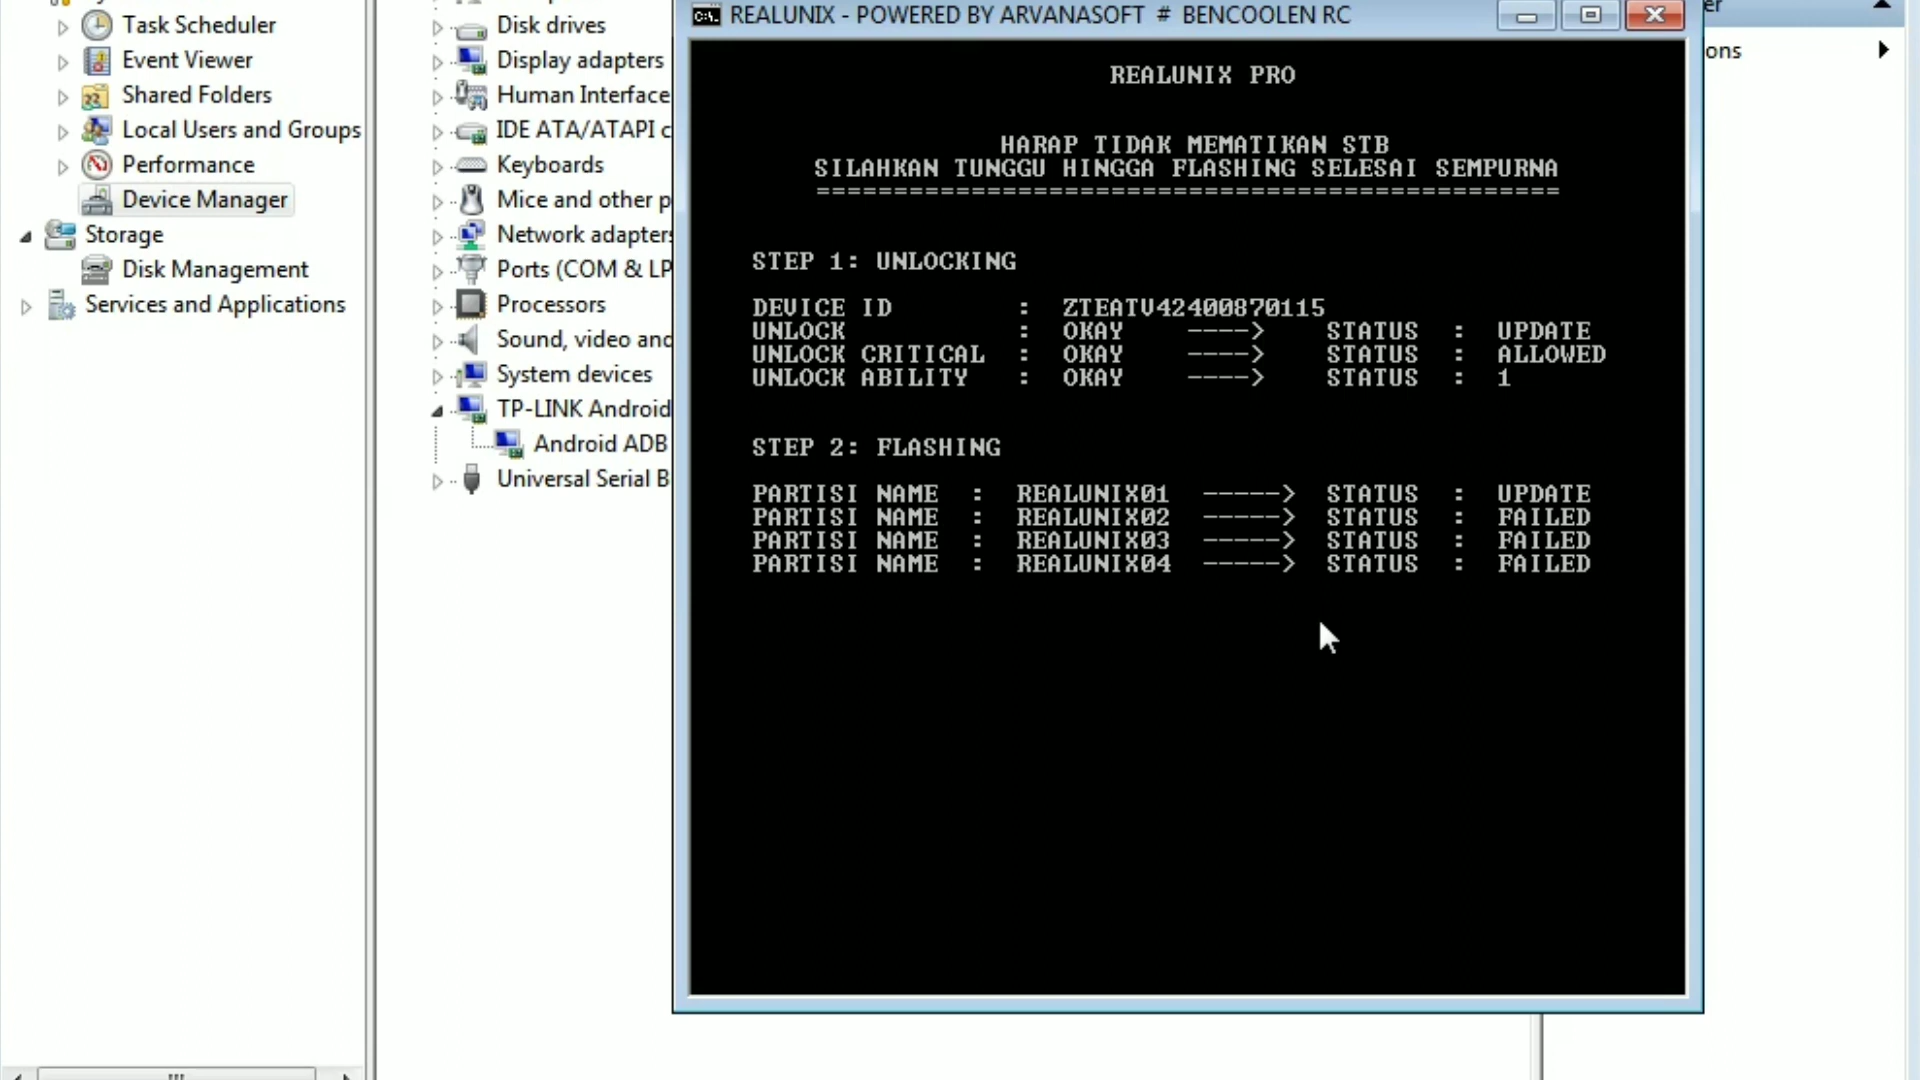 Task Scheduler
Event Viewer
Shared Folders
Local Users and Groups
Performance
Device Manager
Storage
Disk Management
Services and Applications
Disk drives
Display adapters
Human Interface
IDE ATA/ATAPI c
Keyboards
Mice and other p
Network adapters
Ports (COM & LP
Processors
Sound, video and
System devices
TP-LINK Android
Android ADB
Universal Serial B
REALUNIX - POWERED BY ARVANASOFT # BENCOOLEN RC
REALUNIX PRO
HARAP TIDAK MEMATIKAN STB
SILAHKAN TUNGGU HINGGA FLASHING SELESAI SEMPURNA
================================================
STEP 1: UNLOCKING
DEVICE ID : ZTEATV42400870115
UNLOCK : OKAY ----> STATUS : UPDATE
UNLOCK CRITICAL : OKAY ----> STATUS : ALLOWED
UNLOCK ABILITY : OKAY ----> STATUS : 1
STEP 2: FLASHING
PARTISI NAME : REALUNIX01 -----> STATUS : UPDATE
PARTISI NAME : REALUNIX02 -----> STATUS : FAILED
PARTISI NAME : REALUNIX03 -----> STATUS : FAILED
PARTISI NAME : REALUNIX04 -----> STATUS : FAILED
er
ons